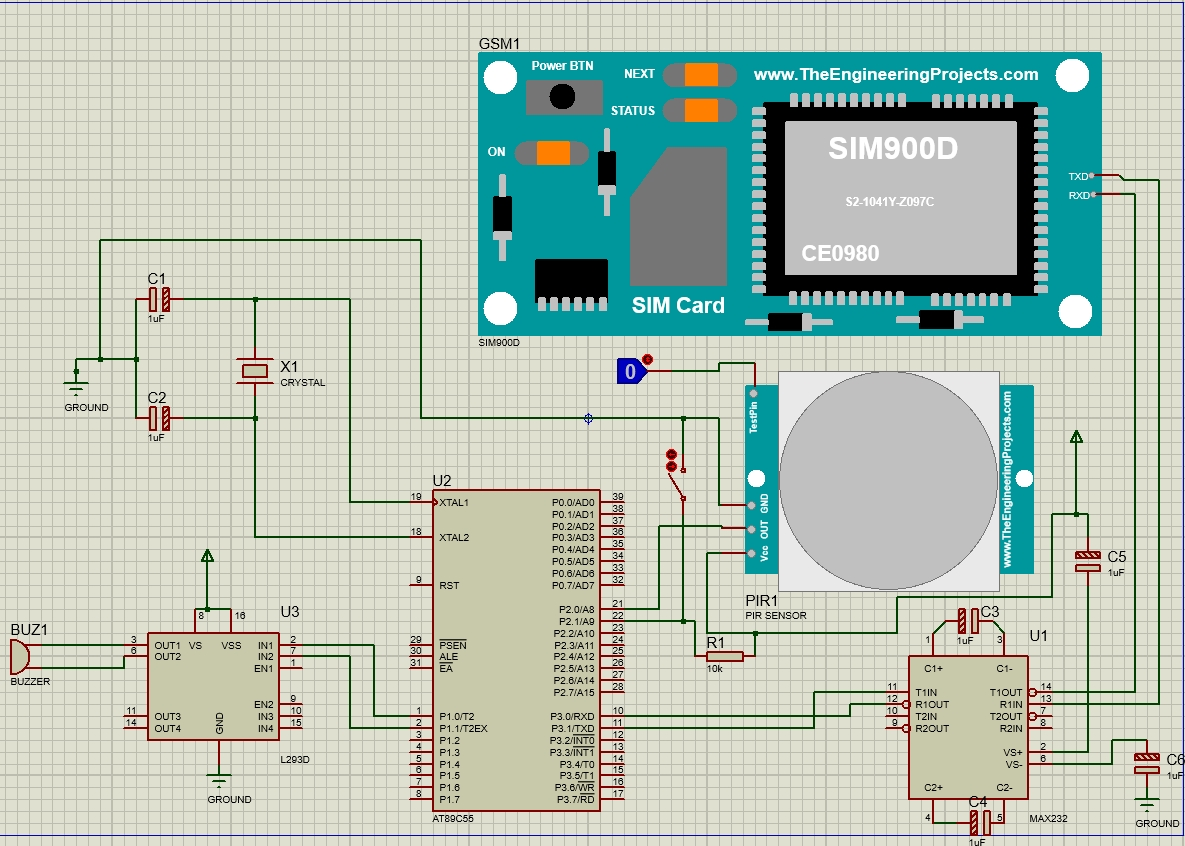 GSM1
Power BTN
NEXT
www.TheEngineeringProjects.com
STATUS
ON
SIM900D
S2-1041Y-Z097C
CE0980
TXD
RXD
SIM Card
SIM900D
C1
1uF
X1
CRYSTAL
GROUND
C2
1uF
0
TestPin
GND
OUT
Vcc
www.TheEngineeringProjects.com
PIR1
PIR SENSOR
R1
10k
U2
19 XTAL1
18 XTAL2
9 RST
29 PSEN
30 ALE
31 EA
1 P1.0/T2
2 P1.1/T2EX
3 P1.2
4 P1.3
5 P1.4
6 P1.5
7 P1.6
8 P1.7
P0.0/AD0 39
P0.1/AD1 38
P0.2/AD2 37
P0.3/AD3 36
P0.4/AD4 35
P0.5/AD5 34
P0.6/AD6 33
P0.7/AD7 32
P2.0/A8 21
P2.1/A9 22
P2.2/A10 23
P2.3/A11 24
P2.4/A12 25
P2.5/A13 26
P2.6/A14 27
P2.7/A15 28
P3.0/RXD 10
P3.1/TXD 11
P3.2/INT0 12
P3.3/INT1 13
P3.4/T0 14
P3.5/T1 15
P3.6/WR 16
P3.7/RD 17
AT89C55
BUZ1
BUZZER
U3
8 16
3 OUT1 VS VSS IN1 2
6 OUT2 IN2 7
EN1 1
EN2 9
11 OUT3 IN3 10
14 OUT4 IN4 15
GND
L293D
GROUND
C5
1uF
C3
1uF
U1
1 3
C1+ C1-
11 T1IN T1OUT 14
12 R1OUT R1IN 13
10 T2IN T2OUT 7
9 R2OUT R2IN 8
VS+ 2
VS- 6
C2+ C2-
4 5
MAX232
C4
1uF
C6
1uF
GROUND